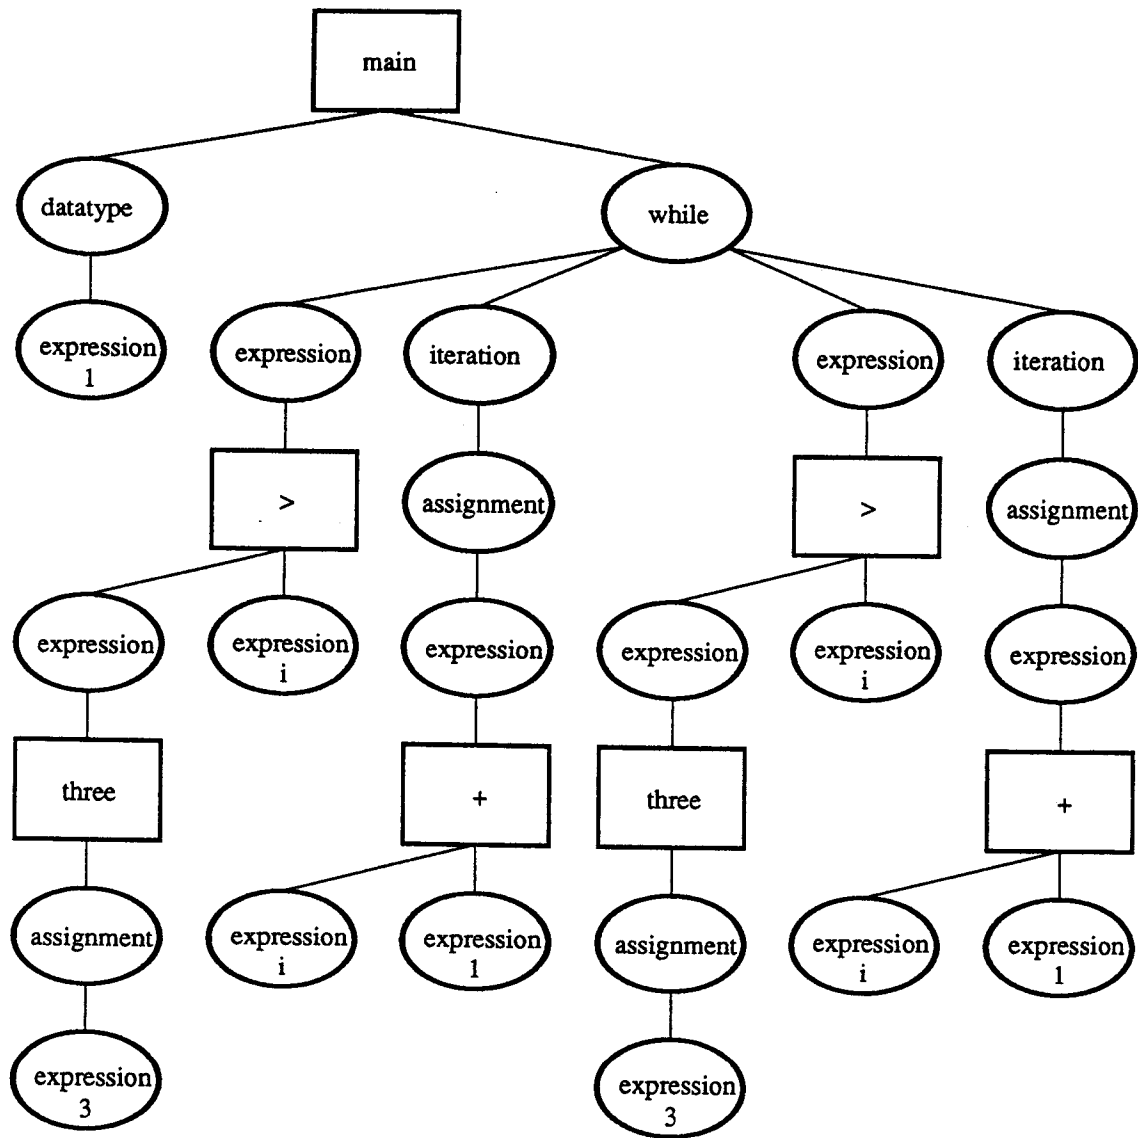 main
datatype
while
expression
1
expression
iteration
expression
iteration
>
assignment
>
assignment
expression
expression
i
expression
expression
expression
i
expression
three
+
three
+
assignment
expression
i
expression
1
assignment
expression
i
expression
1
expression
3
expression
3